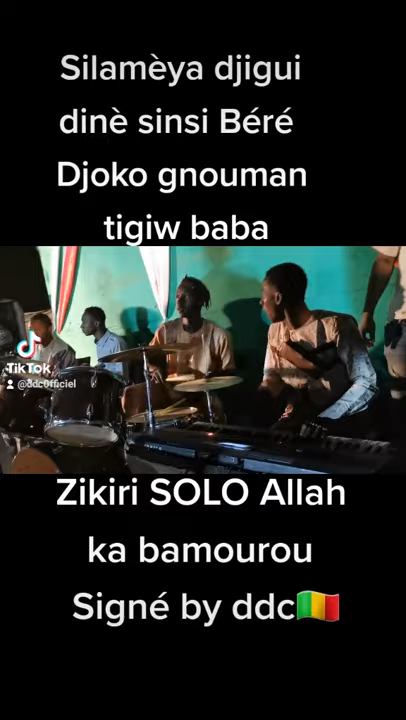 Silamèya djigui
dinè sinsi Béré
Djoko gnouman
tigiw baba
TikTok
@ddc0fficiel
Zikiri SOLO Allah
ka bamourou
Signé by ddc🇲🇱